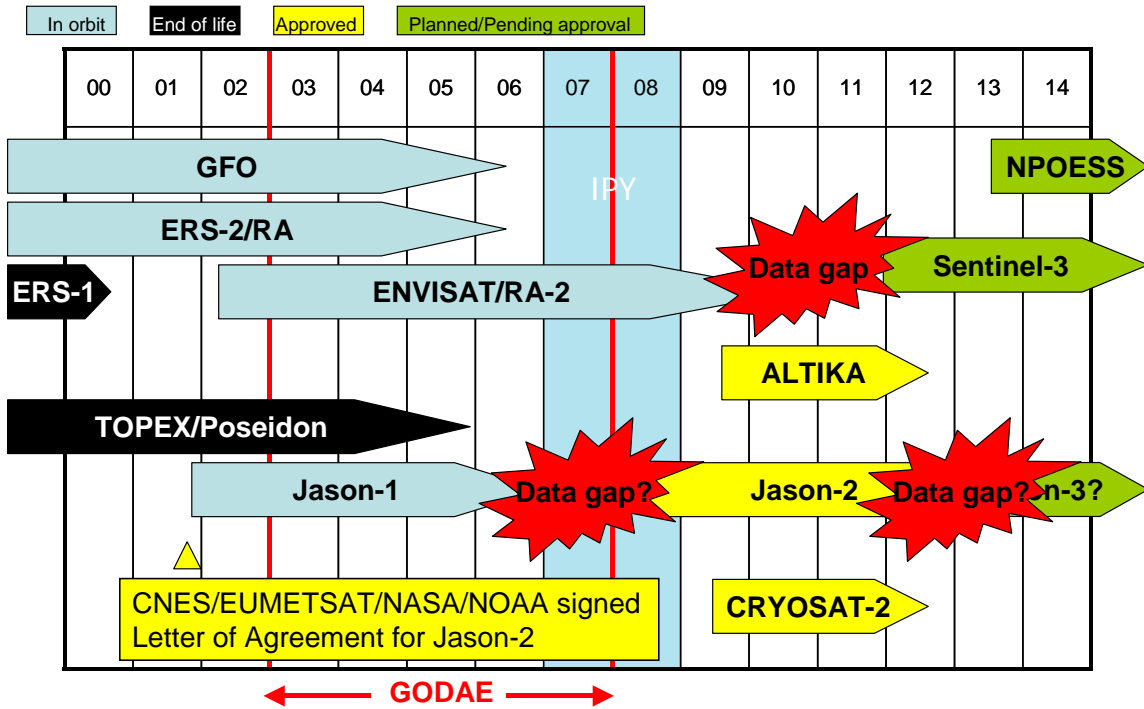 In orbit End of life Approved Planned/Pending approval
00 01 02 03 04 05 06 07 08 09 10 11 12 13 14
GFO
NPOESS
IPY
ERS-2/RA
Data gap
Sentinel-3
ERS-1
ENVISAT/RA-2
ALTIKA
TOPEX/Poseidon
Jason-1
Data gap?
Jason-2
Data gap?
n-3?
CNES/EUMETSAT/NASA/NOAA signed
Letter of Agreement for Jason-2
CRYOSAT-2
GODAE